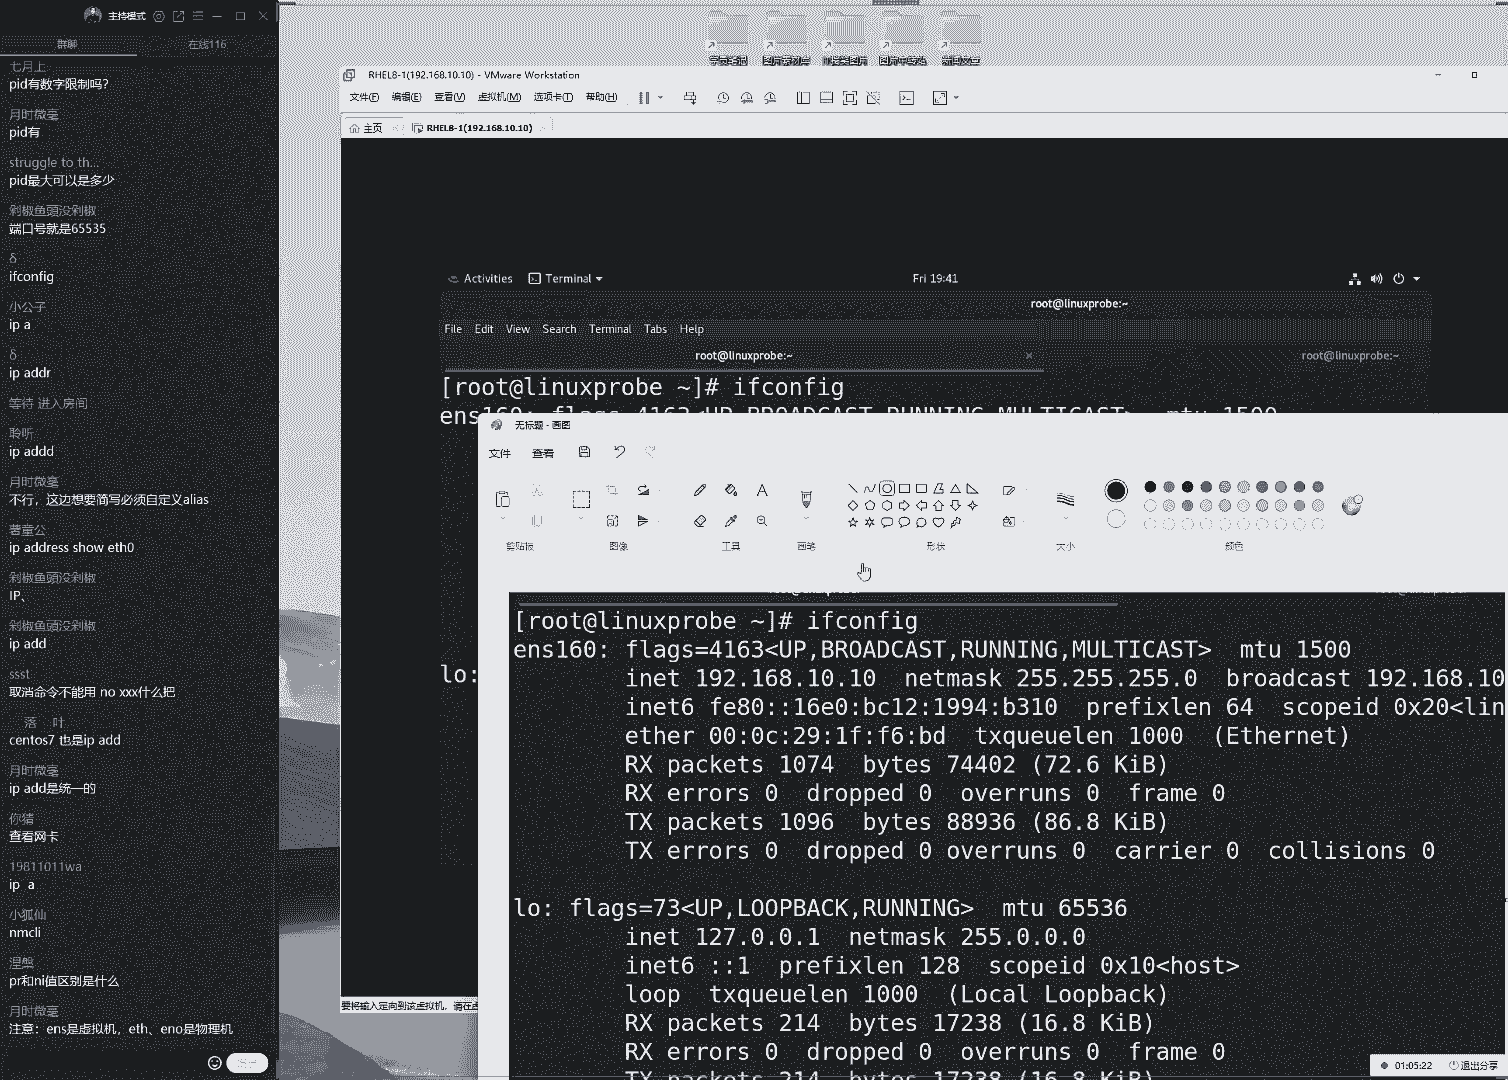 主持模式
群聊
在线116
七月上
pid有数字限制吗?
月时微毫
pid有
struggle to th...
pid最大可以是多少
剁椒鱼頭没剁椒
端口号就是65535
δ
ifconfig
小公子
ip a
δ
ip addr
等待 进入房间
聆听
ip addd
月时微毫
不行，这边想要简写必须自定义alias
薯童公
ip address show eth0
剁椒鱼頭没剁椒
IP、
剁椒鱼頭没剁椒
ip add
ssst
取消命令不能用 no xxx什么把
落 叶
centos7 也是ip add
月时微毫
ip add是统一的
你猜
查看网卡
19811011wa
ip a
小狐仙
nmcli
涅槃
pr和ni值区别是什么
月时微毫
注意：ens是虚拟机，eth、eno是物理机
RHEL8-1(192.168.10.10) - VMware Workstation
文件(F) 编辑(E) 查看(V) 虚拟机(M) 选项卡(T) 帮助(H)
主页 RHEL8-1(192.168.10.10)
Activities Terminal Fri 19:41
root@linuxprobe:~
File Edit View Search Terminal Tabs Help
root@linuxprobe:~ root@linuxprobe:~
[root@linuxprobe ~]# ifconfig
ens160: flags=4163<UP,BROADCAST,RUNNING,MULTICAST> mtu 1500
lo:
无标题 - 画图
文件 查看
剪贴板 图像 工具 画笔 形状 大小 颜色
[root@linuxprobe ~]# ifconfig
ens160: flags=4163<UP,BROADCAST,RUNNING,MULTICAST> mtu 1500
inet 192.168.10.10 netmask 255.255.255.0 broadcast 192.168.10
inet6 fe80::16e0:bc12:1994:b310 prefixlen 64 scopeid 0x20<lin
ether 00:0c:29:1f:f6:bd txqueuelen 1000 (Ethernet)
RX packets 1074 bytes 74402 (72.6 KiB)
RX errors 0 dropped 0 overruns 0 frame 0
TX packets 1096 bytes 88936 (86.8 KiB)
TX errors 0 dropped 0 overruns 0 carrier 0 collisions 0
lo: flags=73<UP,LOOPBACK,RUNNING> mtu 65536
inet 127.0.0.1 netmask 255.0.0.0
inet6 ::1 prefixlen 128 scopeid 0x10<host>
loop txqueuelen 1000 (Local Loopback)
RX packets 214 bytes 17238 (16.8 KiB)
RX errors 0 dropped 0 overruns 0 frame 0
TX packets 214 bytes 17238 (16.8 KiB)
要将输入定向到该虚拟机，请在虚
01:05:22 退出分享